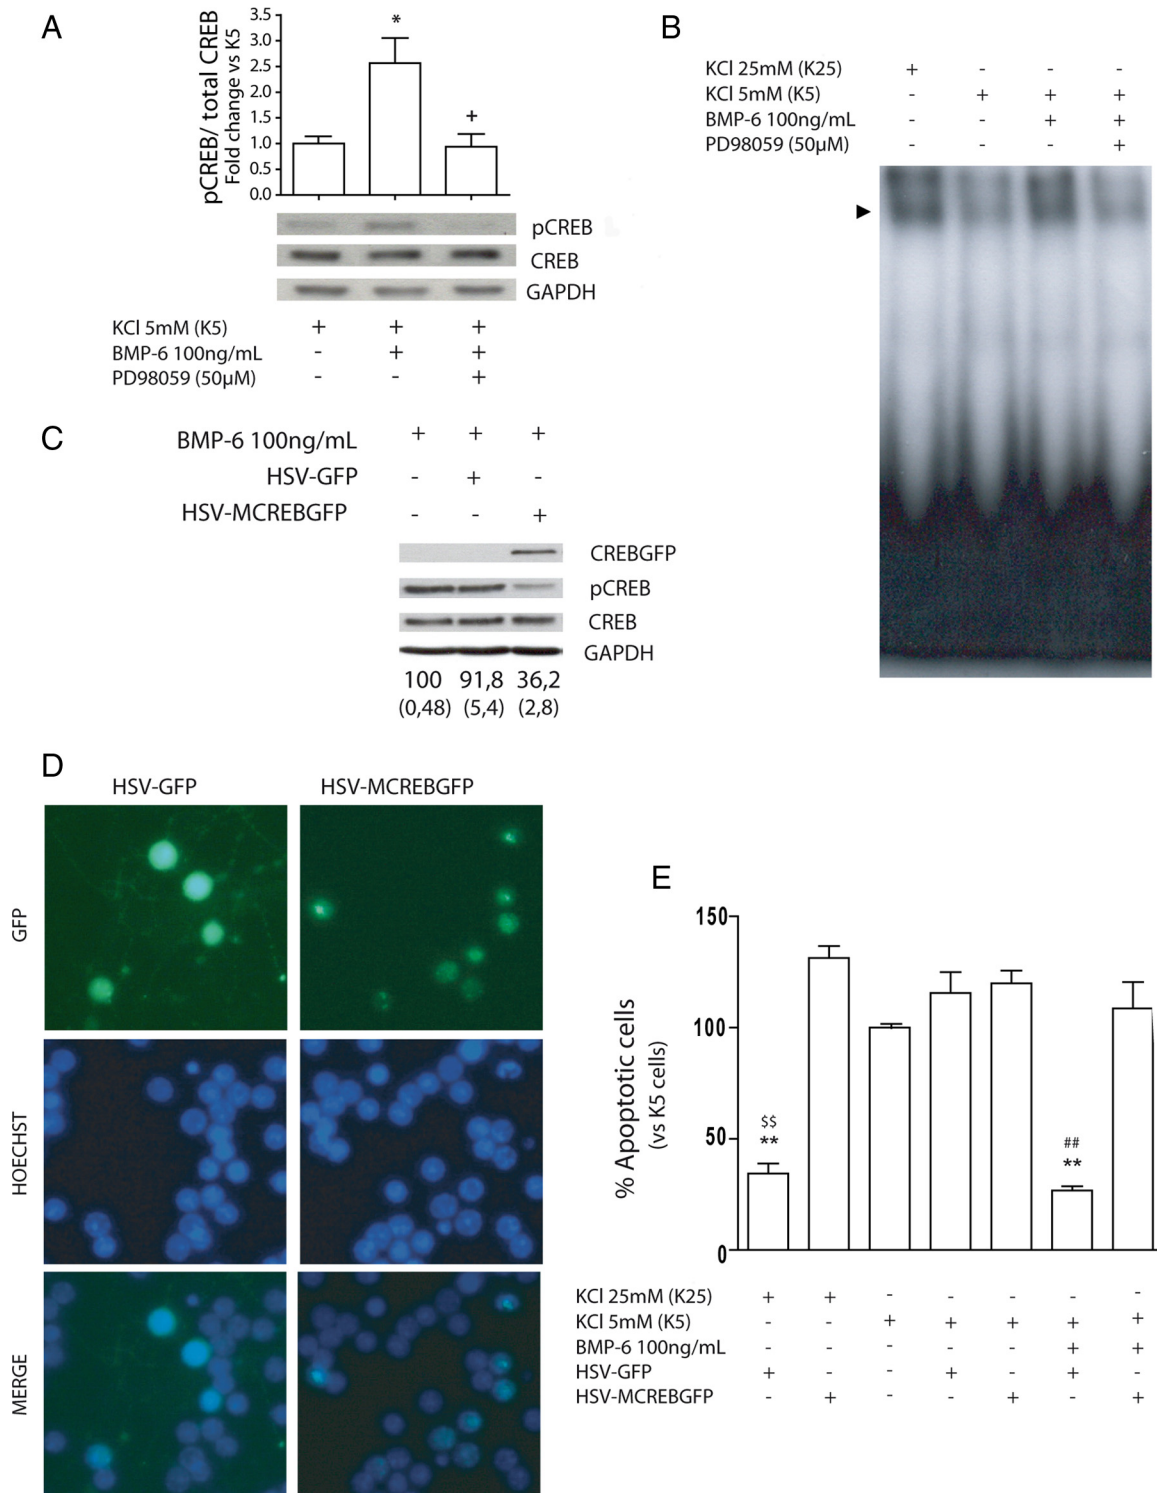 A
pCREB/ total CREB
Fold change vs K5
3.5
3.0
2.5
2.0
1.5
1.0
0.5
0.0
*
+
pCREB
CREB
GAPDH
KCl 5mM (K5) + + +
BMP-6 100ng/mL - + +
PD98059 (50µM) - - +
B
KCl 25mM (K25) + - - -
KCl 5mM (K5) - + + +
BMP-6 100ng/mL - - + +
PD98059 (50µM) - - - +
C
BMP-6 100ng/mL + + +
HSV-GFP - + -
HSV-MCREBGFP - - +
CREBGFP
pCREB
CREB
GAPDH
100 91,8 36,2
(0,48) (5,4) (2,8)
D
HSV-GFP HSV-MCREBGFP
GFP
HOECHST
MERGE
E
% Apoptotic cells
(vs K5 cells)
150
100
50
0
$$
**
##
**
KCl 25mM (K25) + + - - - - -
KCl 5mM (K5) - - + + + + +
BMP-6 100ng/mL - - - - - + +
HSV-GFP + - - + - + -
HSV-MCREBGFP - + - - + - +